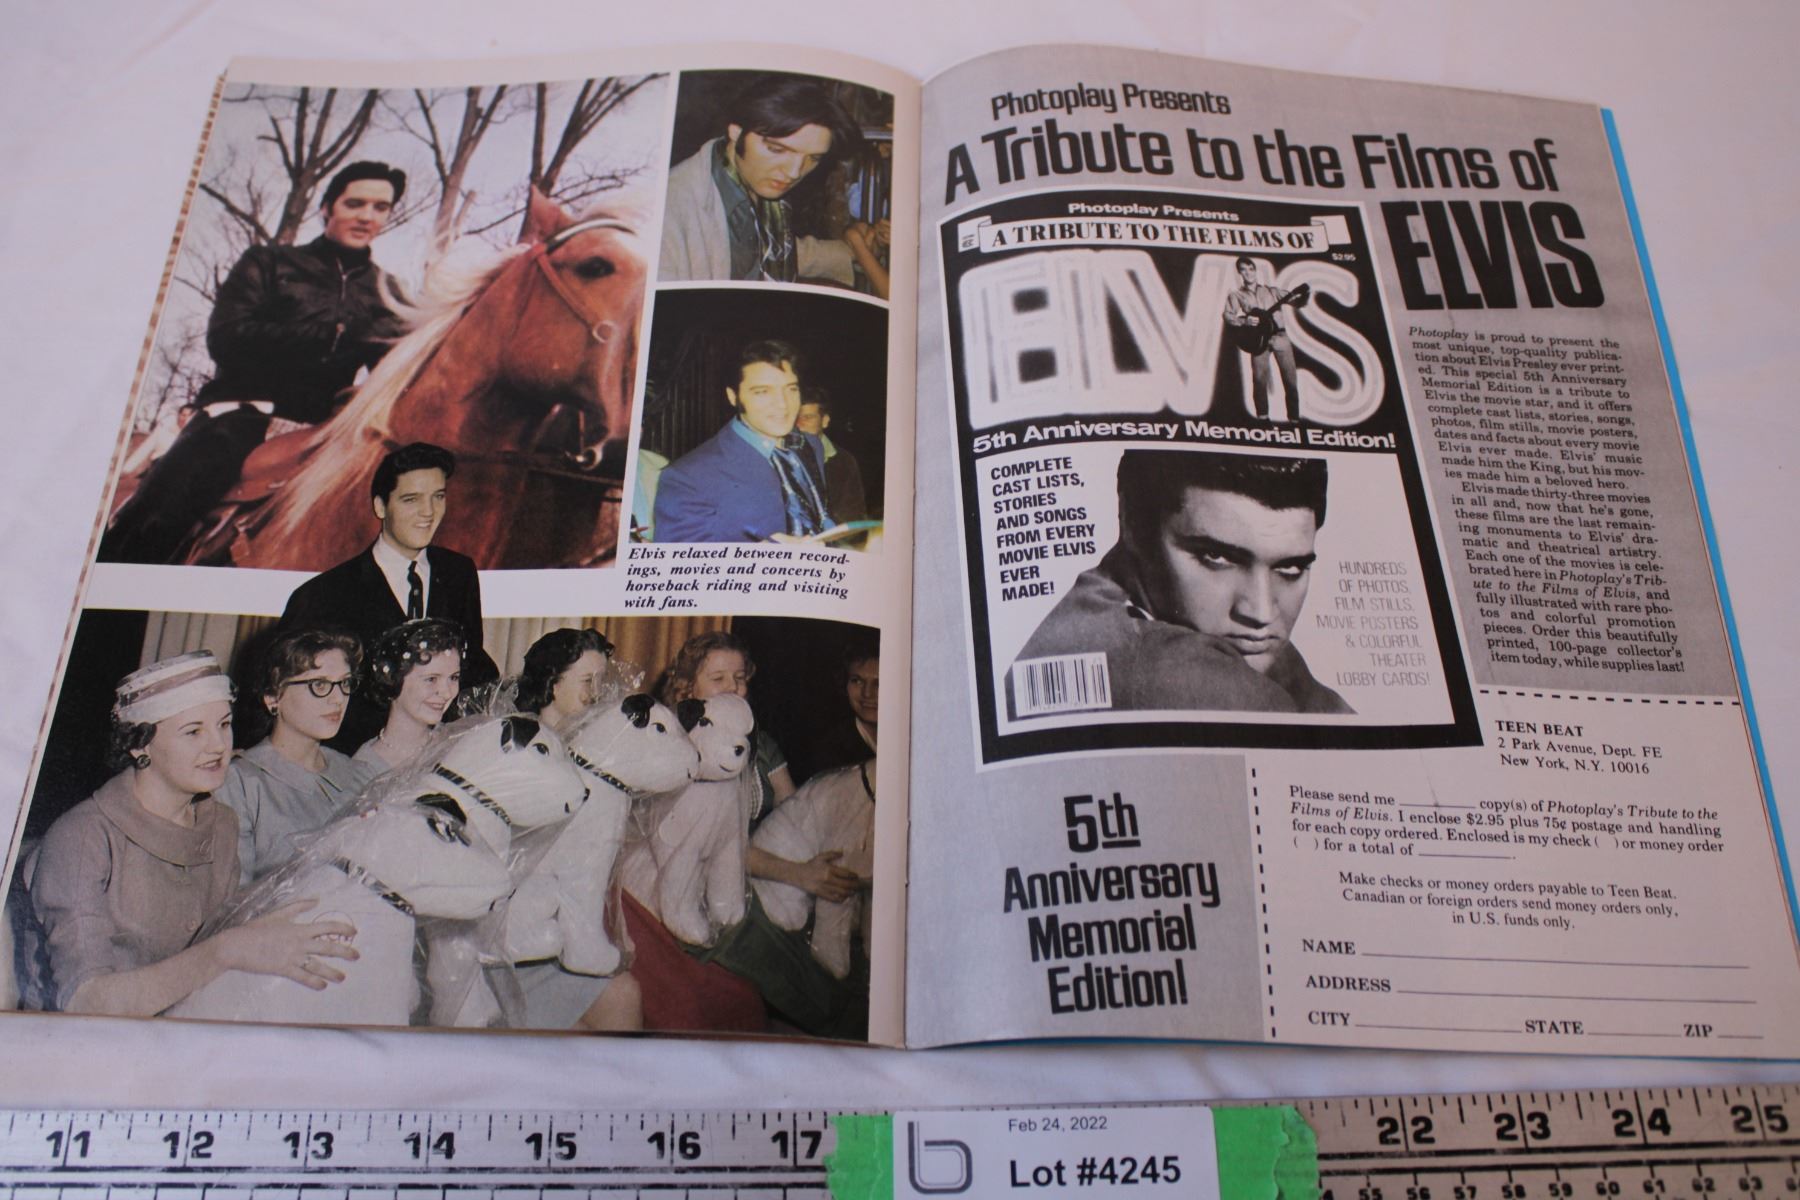 Elvis relaxed between record-
ings, movies and concerts by
horseback riding and visiting
with fans.
Photoplay Presents
A Tribute to the Films of
ELVIS
Photoplay Presents
A TRIBUTE TO THE FILMS OF
$2.95
ELVIS
5th Anniversary Memorial Edition!
COMPLETE
CAST LISTS,
STORIES
AND SONGS
FROM EVERY
MOVIE ELVIS
EVER
MADE!
HUNDREDS
OF PHOTOS,
FILM STILLS,
MOVIE POSTERS
& COLORFUL
THEATER
LOBBY CARDS!
Photoplay is proud to present the
most unique, top-quality publica-
tion about Elvis Presley ever print-
ed. This special 5th Anniversary
Memorial Edition is a tribute to
Elvis the movie star, and it offers
complete cast lists, stories, songs,
photos, film stills, movie posters,
dates and facts about every movie
Elvis ever made. Elvis' music
made him the King, but his mov-
ies made him a beloved hero.
Elvis made thirty-three movies
in all and, now that he's gone,
these films are the last remain-
ing monuments to Elvis' dra-
matic and theatrical artistry.
Each one of the movies is cele-
brated here in Photoplay's Trib-
ute to the Films of Elvis, and
fully illustrated with rare pho-
tos and colorful promotion
pieces. Order this beautifully
printed, 100-page collector's
item today, while supplies last!
5th
Anniversary
Memorial
Edition!
TEEN BEAT
2 Park Avenue, Dept. FE
New York, N.Y. 10016
Please send me ________ copy(s) of Photoplay's Tribute to the
Films of Elvis. I enclose $2.95 plus 75¢ postage and handling
for each copy ordered. Enclosed is my check ( ) or money order
( ) for a total of __________.
Make checks or money orders payable to Teen Beat.
Canadian or foreign orders send money orders only,
in U.S. funds only.
NAME
ADDRESS
CITY STATE ZIP
11 12 13 14 15 16 17 22 23 24 25
Feb 24, 2022
b Lot #4245
55 56 57 58 59 60 61 62 63